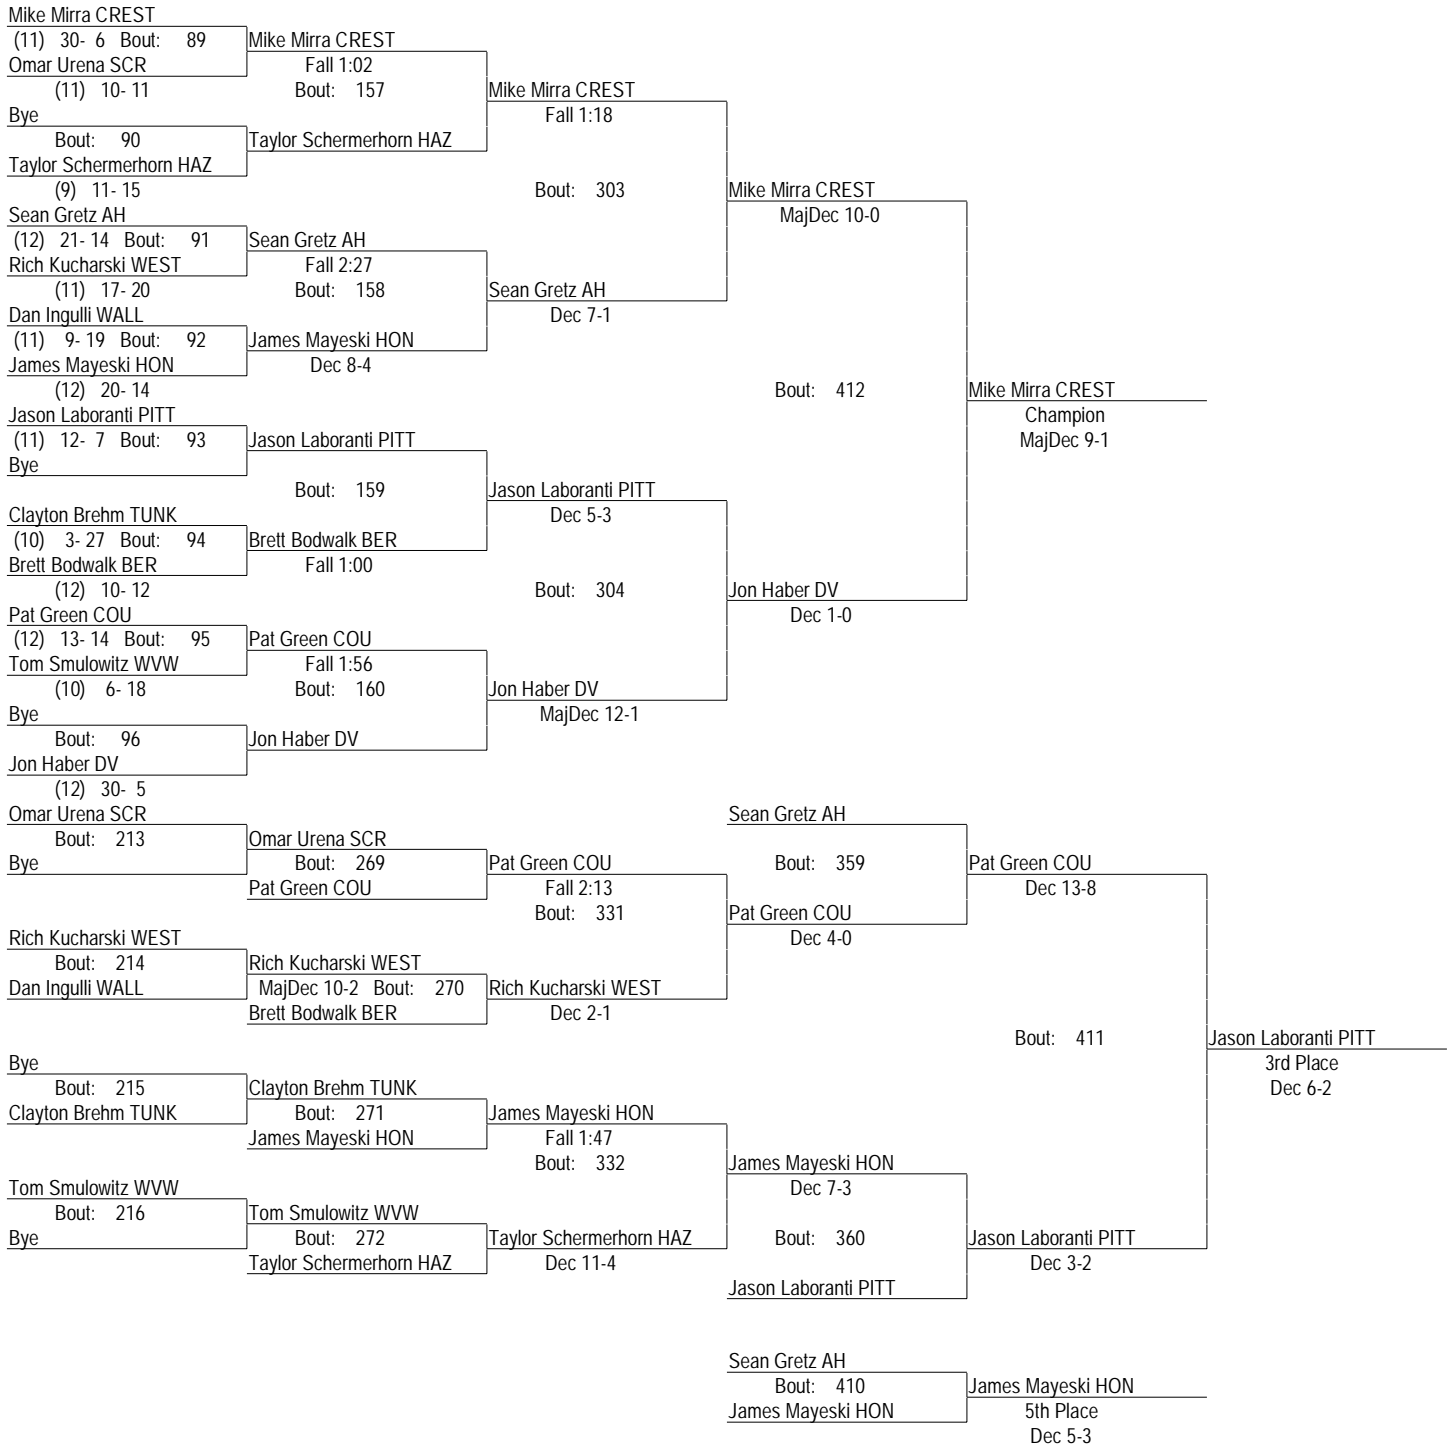 Mike Mirra CREST
(11) 30- 6 Bout: 89 Mike Mirra CREST
Omar Urena SCR Fall 1:02
(11) 10- 11 Bout: 157 Mike Mirra CREST
Bye Fall 1:18
Bout: 90 Taylor Schermerhorn HAZ
Taylor Schermerhorn HAZ
(9) 11- 15 Bout: 303 Mike Mirra CREST
Sean Gretz AH MajDec 10-0
(12) 21- 14 Bout: 91 Sean Gretz AH
Rich Kucharski WEST Fall 2:27
(11) 17- 20 Bout: 158 Sean Gretz AH
Dan Ingulli WALL Dec 7-1
(11) 9- 19 Bout: 92 James Mayeski HON
James Mayeski HON Dec 8-4
(12) 20- 14 Bout: 412 Mike Mirra CREST
Jason Laboranti PITT Champion
(11) 12- 7 Bout: 93 Jason Laboranti PITT MajDec 9-1
Bye
Bout: 159 Jason Laboranti PITT
Clayton Brehm TUNK Dec 5-3
(10) 3- 27 Bout: 94 Brett Bodwalk BER
Brett Bodwalk BER Fall 1:00
(12) 10- 12 Bout: 304 Jon Haber DV
Pat Green COU Dec 1-0
(12) 13- 14 Bout: 95 Pat Green COU
Tom Smulowitz WVW Fall 1:56
(10) 6- 18 Bout: 160 Jon Haber DV
Bye MajDec 12-1
Bout: 96 Jon Haber DV
Jon Haber DV
(12) 30- 5
Omar Urena SCR Sean Gretz AH
Bout: 213 Omar Urena SCR
Bye Bout: 269 Pat Green COU Bout: 359 Pat Green COU
Pat Green COU Fall 2:13 Dec 13-8
Bout: 331 Pat Green COU
Rich Kucharski WEST Dec 4-0
Bout: 214 Rich Kucharski WEST
Dan Ingulli WALL MajDec 10-2 Bout: 270 Rich Kucharski WEST
Brett Bodwalk BER Dec 2-1
Bout: 411 Jason Laboranti PITT
Bye 3rd Place
Bout: 215 Clayton Brehm TUNK Dec 6-2
Clayton Brehm TUNK Bout: 271 James Mayeski HON
James Mayeski HON Fall 1:47
Bout: 332 James Mayeski HON
Tom Smulowitz WVW Dec 7-3
Bout: 216 Tom Smulowitz WVW
Bye Bout: 272 Taylor Schermerhorn HAZ Bout: 360 Jason Laboranti PITT
Taylor Schermerhorn HAZ Dec 11-4 Dec 3-2
Jason Laboranti PITT
Sean Gretz AH
Bout: 410 James Mayeski HON
James Mayeski HON 5th Place
Dec 5-3